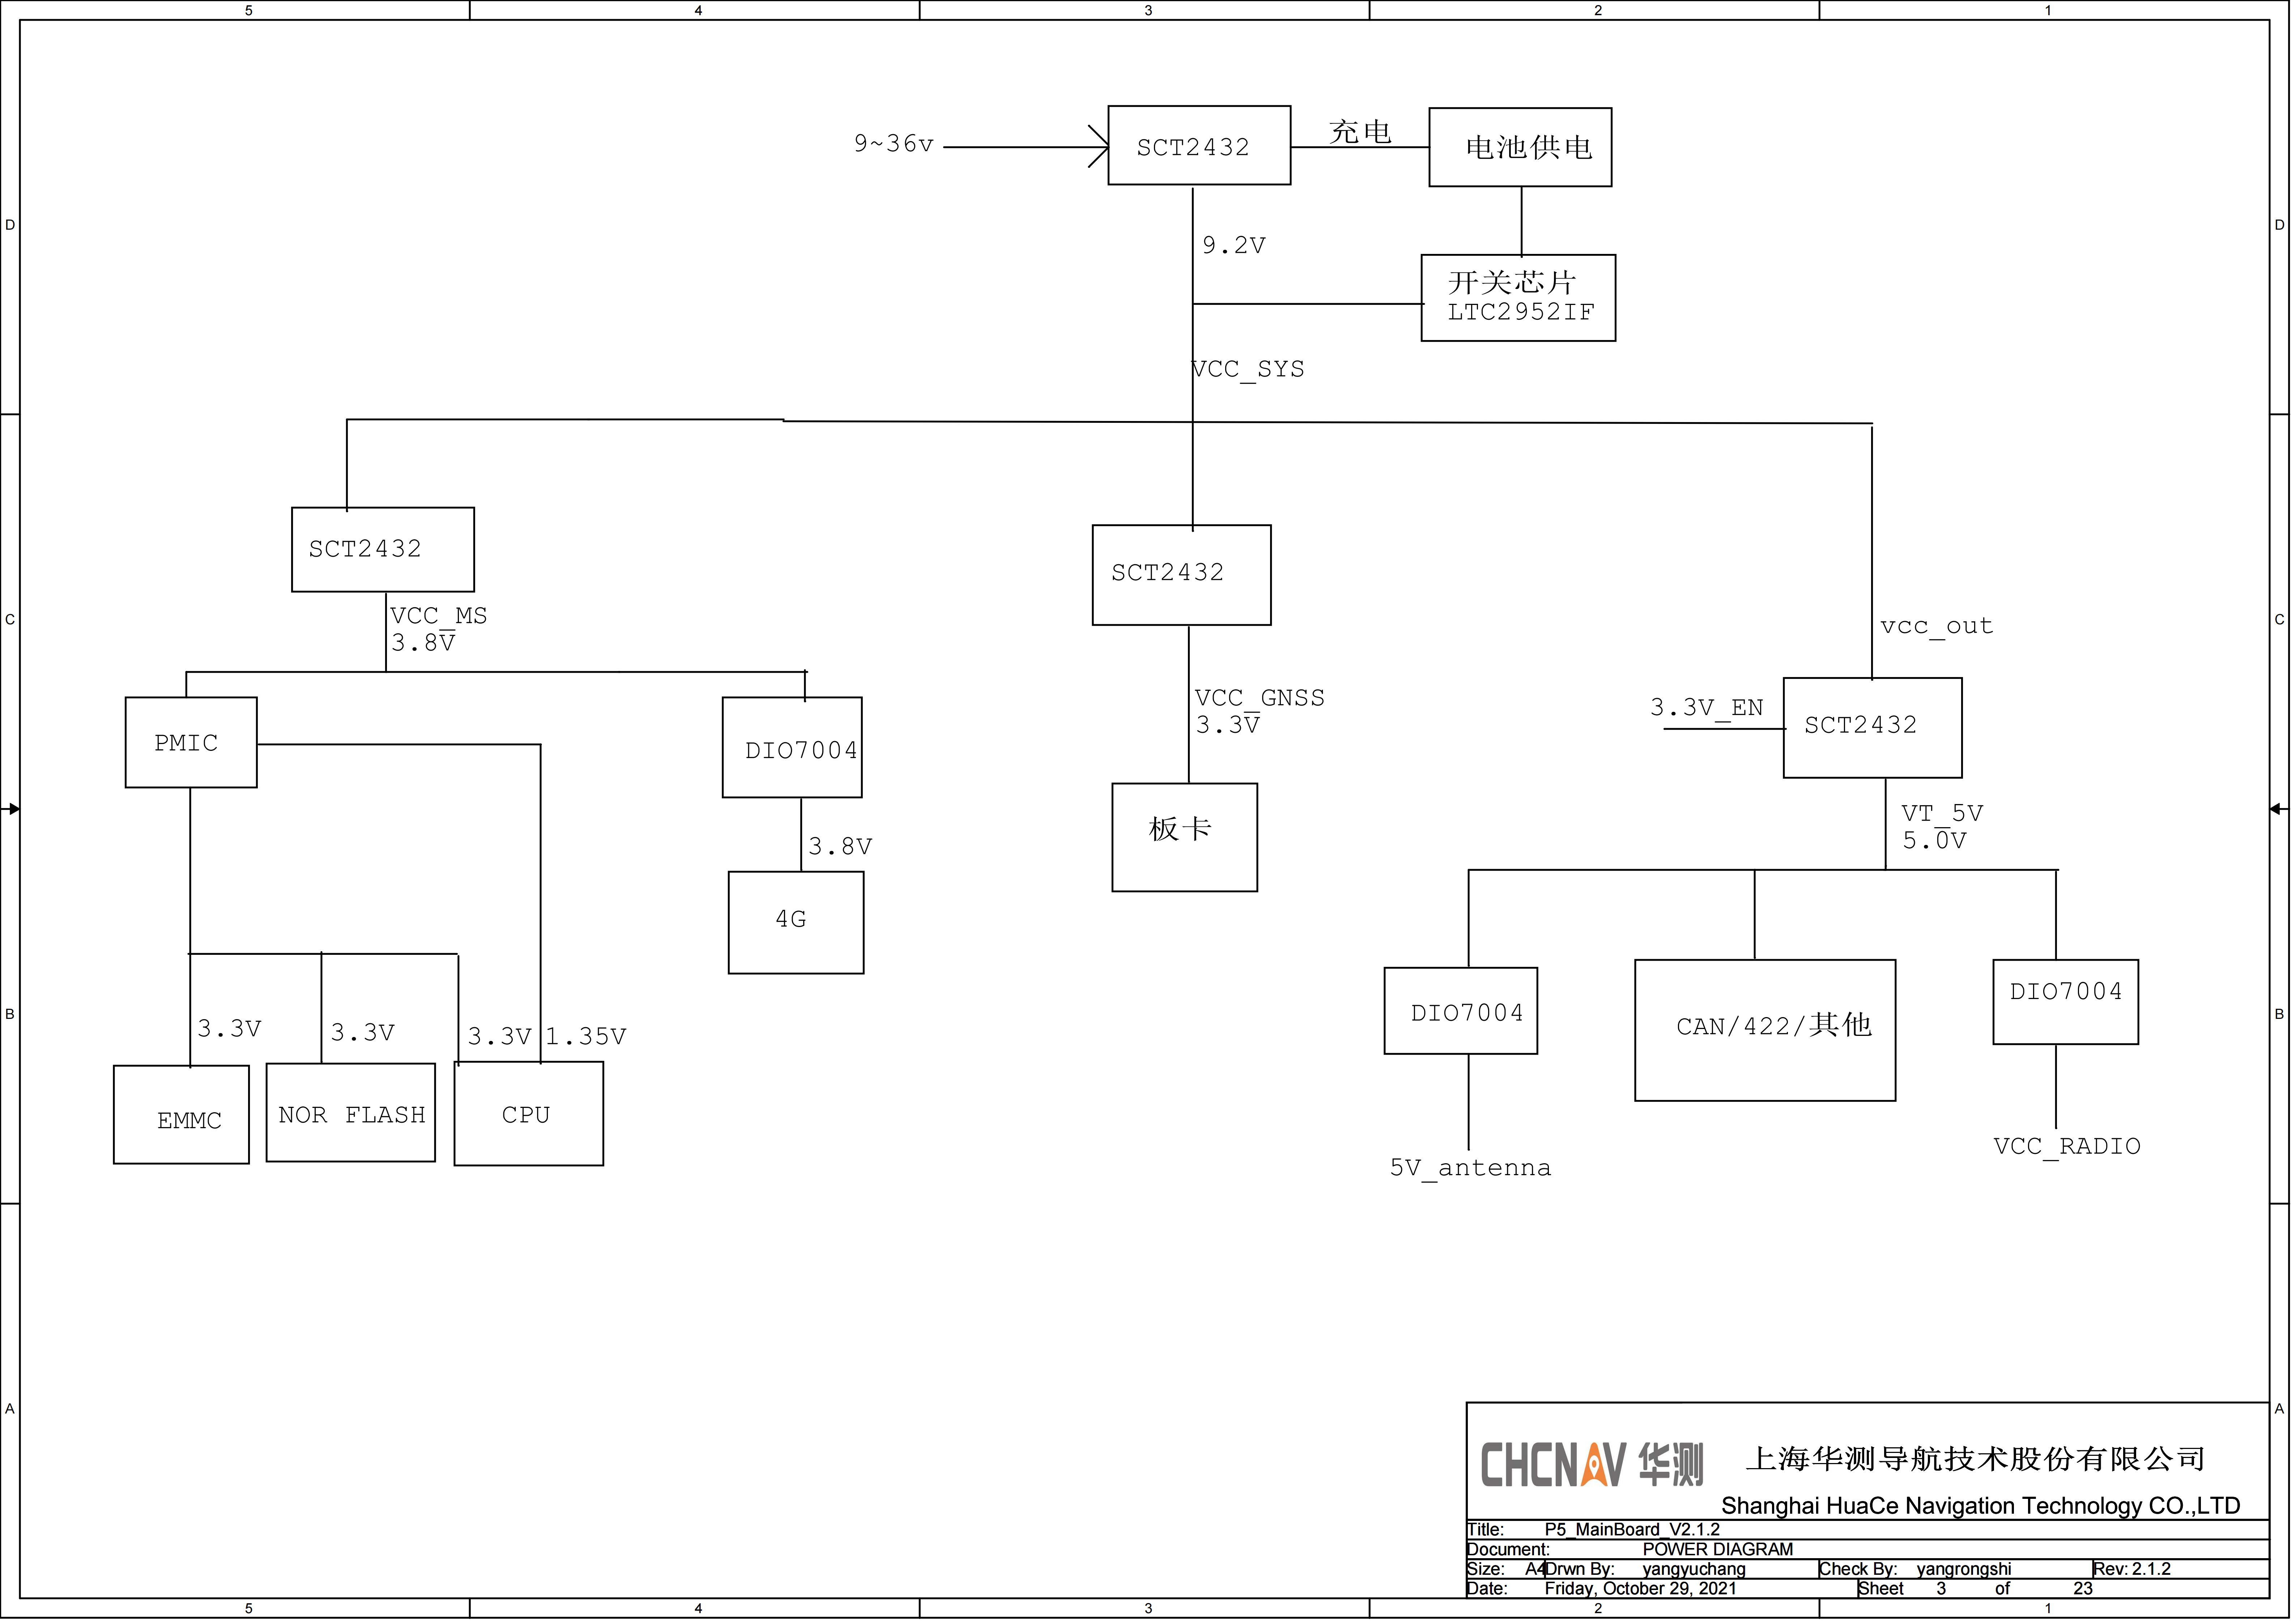 5 4 3 2 1
9~36v
SCT2432
充电
电池供电
D
D
9.2V
开关芯片
LTC2952IF
VCC_SYS
SCT2432
SCT2432
C
C
VCC_MS
3.8V
vcc_out
VCC_GNSS
3.3V
3.3V_EN
SCT2432
PMIC
DIO7004
VT_5V
5.0V
板卡
3.8V
4G
DIO7004
CAN/422/其他
DIO7004
B
B
3.3V
3.3V
3.3V
1.35V
EMMC
NOR FLASH
CPU
5V_antenna
VCC_RADIO
A
A
CHCNAV 华测
上海华测导航技术股份有限公司
Shanghai HuaCe Navigation Technology CO.,LTD
Title: P5_MainBoard_V2.1.2
Document: POWER DIAGRAM
Size: A4 Drwn By: yangyuchang Check By: yangrongshi Rev: 2.1.2
Date: Friday, October 29, 2021 Sheet 3 of 23
5 4 3 2 1